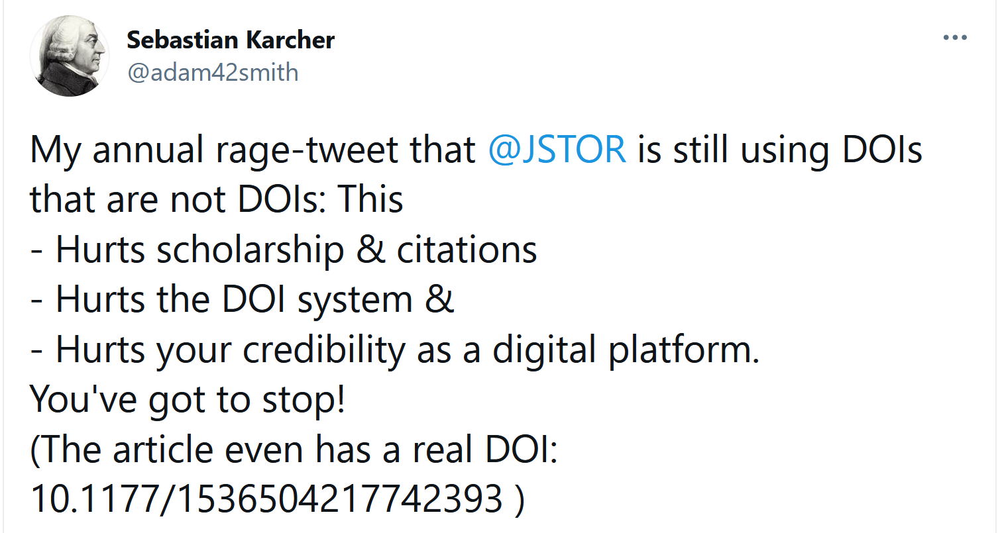 Sebastian Karcher
@adam42smith
My annual rage-tweet that @JSTOR is still using DOIs
that are not DOIs: This
- Hurts scholarship & citations
- Hurts the DOI system &
- Hurts your credibility as a digital platform.
You've got to stop!
(The article even has a real DOI:
10.1177/1536504217742393 )